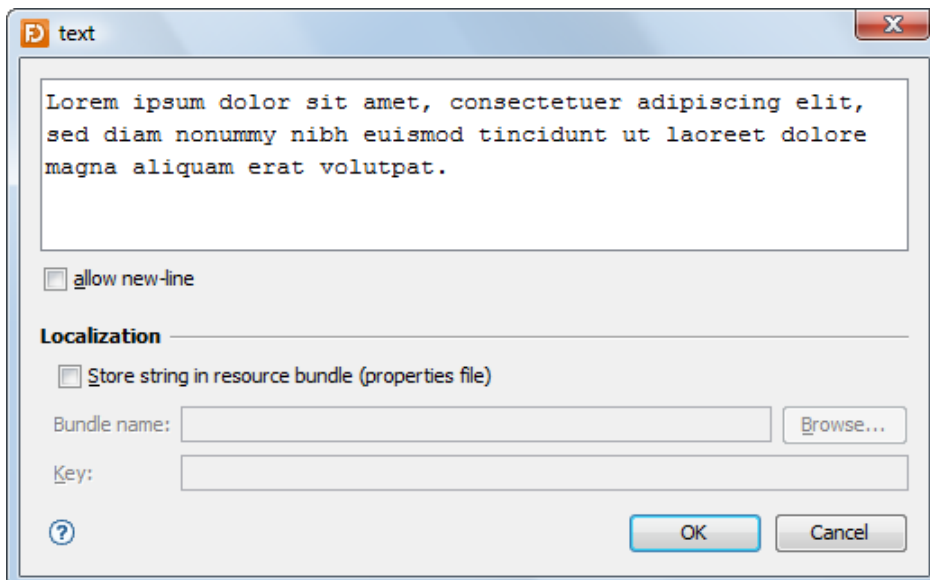 text
Lorem ipsum dolor sit amet, consectetuer adipiscing elit,
sed diam nonummy nibh euismod tincidunt ut laoreet dolore
magna aliquam erat volutpat.
allow new-line
Localization
Store string in resource bundle (properties file)
Bundle name: Browse...
Key:
? OK Cancel